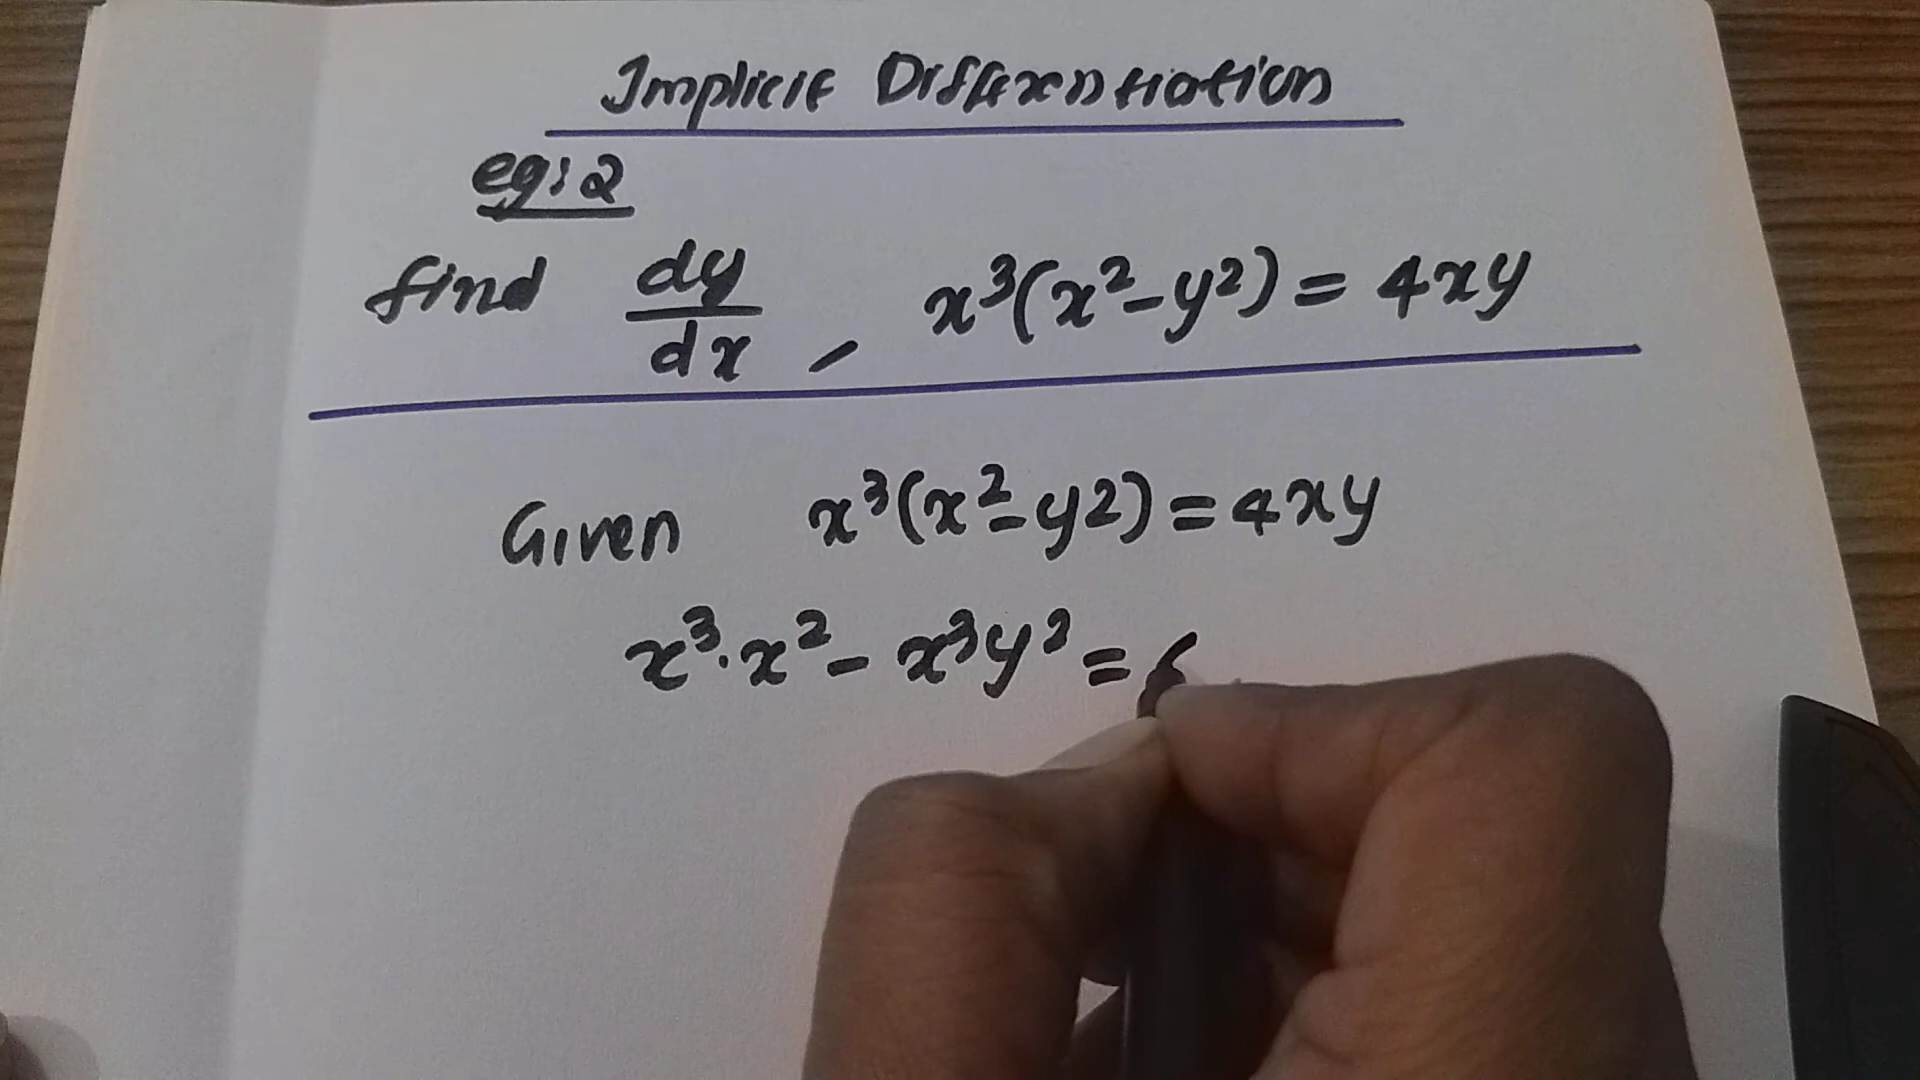 Implicit Differentiation
eg: 2
find dy/dx, x³(x²-y²) = 4xy
Given x³(x²-y2) = 4xy
x³·x² - x³y² =